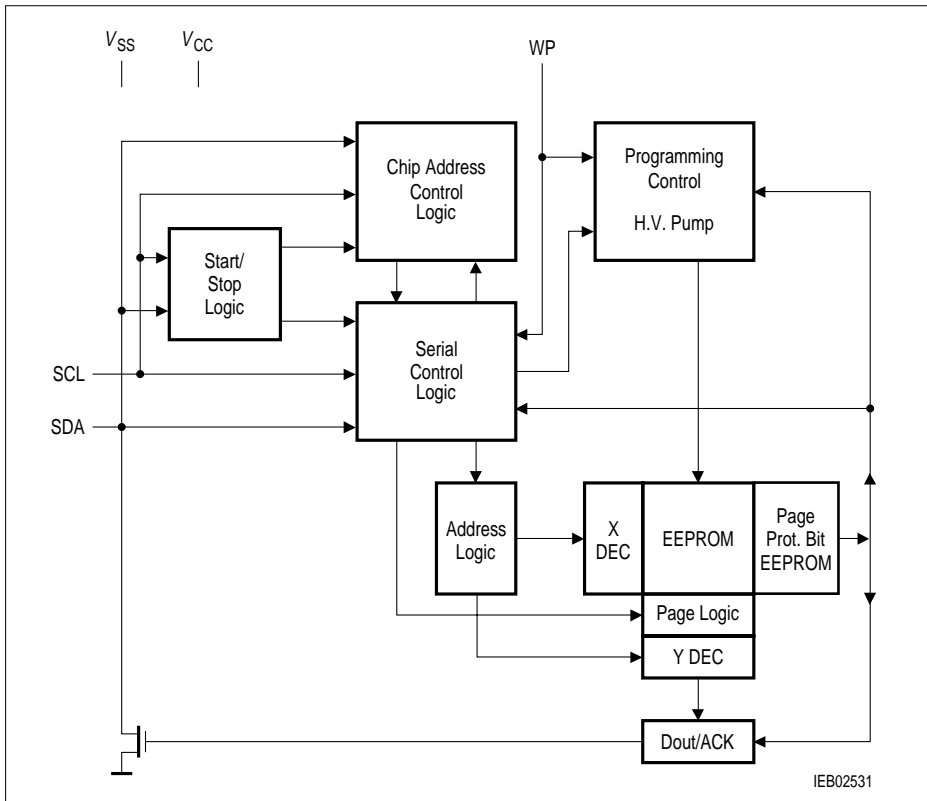 VSS
VCC
WP
Chip Address
Control
Logic
Programming
Control
H.V. Pump
Start/
Stop
Logic
Serial
Control
Logic
SCL
SDA
Address
Logic
X
DEC
EEPROM
Page
Prot. Bit
EEPROM
Page Logic
Y DEC
Dout/ACK
IEB02531